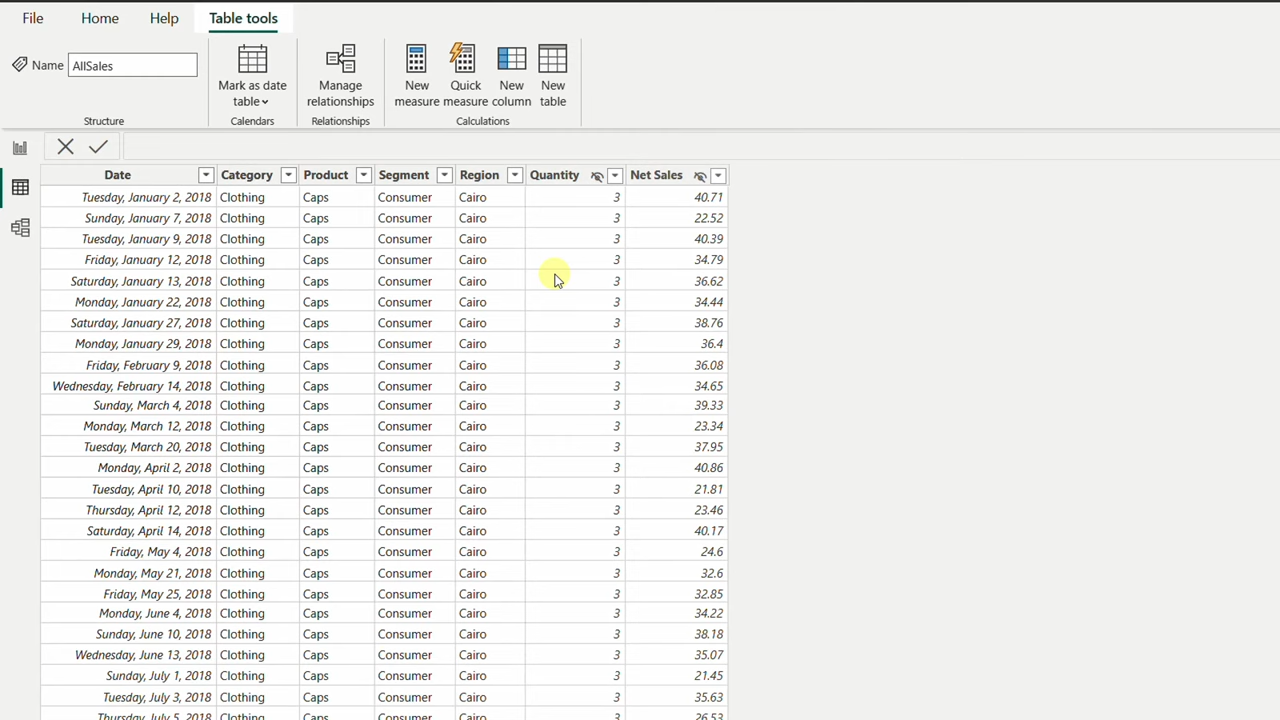 File Home Help Table tools
Name AllSales
Mark as date table
Manage relationships
New measure
Quick measure
New column
New table
Structure Calendars Relationships Calculations
Date Category Product Segment Region Quantity Net Sales
Tuesday, January 2, 2018 Clothing Caps Consumer Cairo 3 40.71
Sunday, January 7, 2018 Clothing Caps Consumer Cairo 3 22.52
Tuesday, January 9, 2018 Clothing Caps Consumer Cairo 3 40.39
Friday, January 12, 2018 Clothing Caps Consumer Cairo 3 34.79
Saturday, January 13, 2018 Clothing Caps Consumer Cairo 3 36.62
Monday, January 22, 2018 Clothing Caps Consumer Cairo 3 34.44
Saturday, January 27, 2018 Clothing Caps Consumer Cairo 3 38.76
Monday, January 29, 2018 Clothing Caps Consumer Cairo 3 36.4
Friday, February 9, 2018 Clothing Caps Consumer Cairo 3 36.08
Wednesday, February 14, 2018 Clothing Caps Consumer Cairo 3 34.65
Sunday, March 4, 2018 Clothing Caps Consumer Cairo 3 39.33
Monday, March 12, 2018 Clothing Caps Consumer Cairo 3 23.34
Tuesday, March 20, 2018 Clothing Caps Consumer Cairo 3 37.95
Monday, April 2, 2018 Clothing Caps Consumer Cairo 3 40.86
Tuesday, April 10, 2018 Clothing Caps Consumer Cairo 3 21.81
Thursday, April 12, 2018 Clothing Caps Consumer Cairo 3 23.46
Saturday, April 14, 2018 Clothing Caps Consumer Cairo 3 40.17
Friday, May 4, 2018 Clothing Caps Consumer Cairo 3 24.6
Monday, May 21, 2018 Clothing Caps Consumer Cairo 3 32.6
Friday, May 25, 2018 Clothing Caps Consumer Cairo 3 32.85
Monday, June 4, 2018 Clothing Caps Consumer Cairo 3 34.22
Sunday, June 10, 2018 Clothing Caps Consumer Cairo 3 38.18
Wednesday, June 13, 2018 Clothing Caps Consumer Cairo 3 35.07
Sunday, July 1, 2018 Clothing Caps Consumer Cairo 3 21.45
Tuesday, July 3, 2018 Clothing Caps Consumer Cairo 3 35.63
Thursday, July 5, 2018 Clothing Caps Consumer Cairo 3 26.53